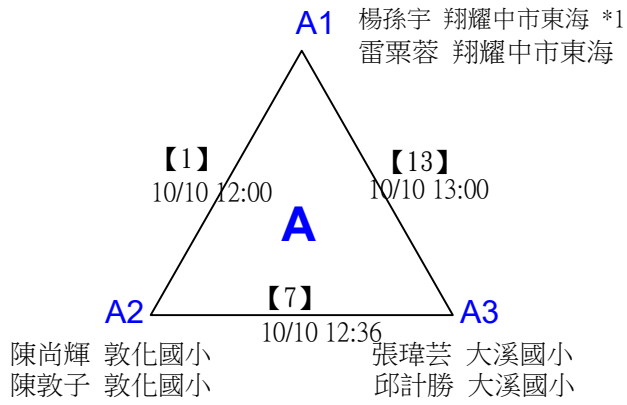 A1 楊孫宇 翔耀中市東海 *1
雷粟蓉 翔耀中市東海
【1】
10/10 12:00
【13】
10/10 13:00
A
【7】
10/10 12:36
A2
A3
陳尚輝 敦化國小
陳敦子 敦化國小
張瑋芸 大溪國小
邱計勝 大溪國小